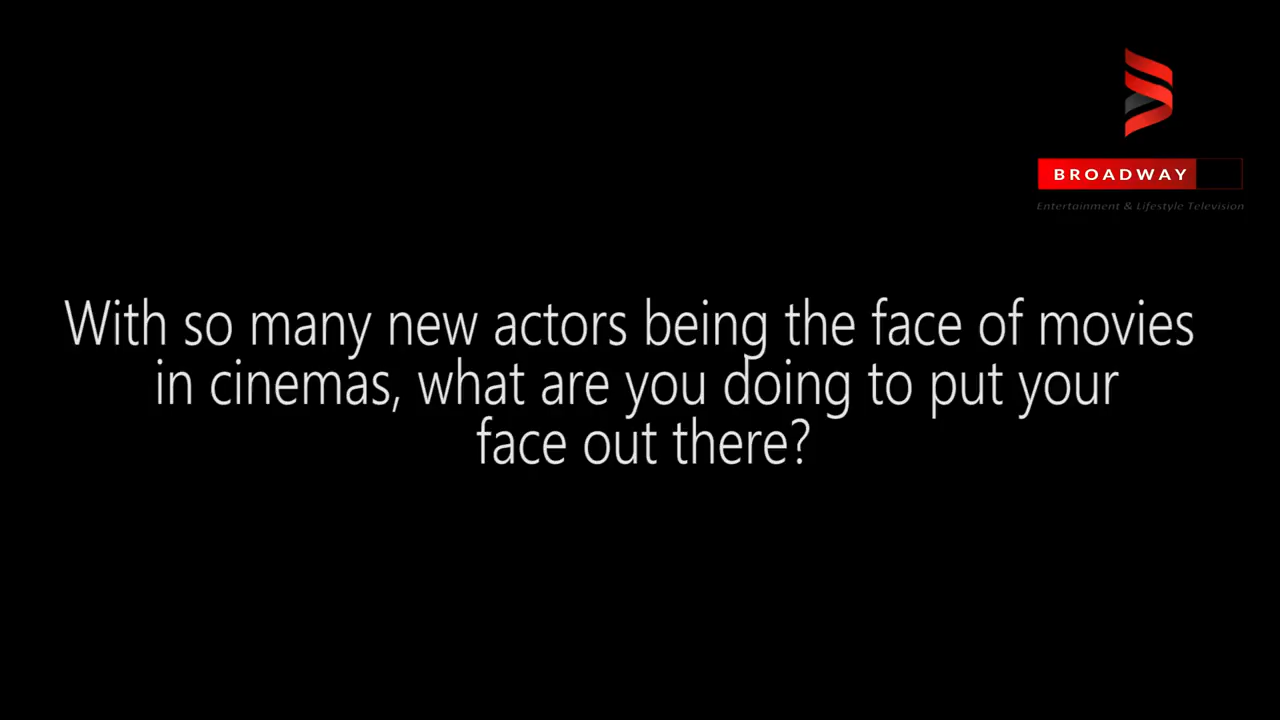 BROADWAY
Entertainment & Lifestyle Television
With so many new actors being the face of movies
in cinemas, what are you doing to put your
face out there?